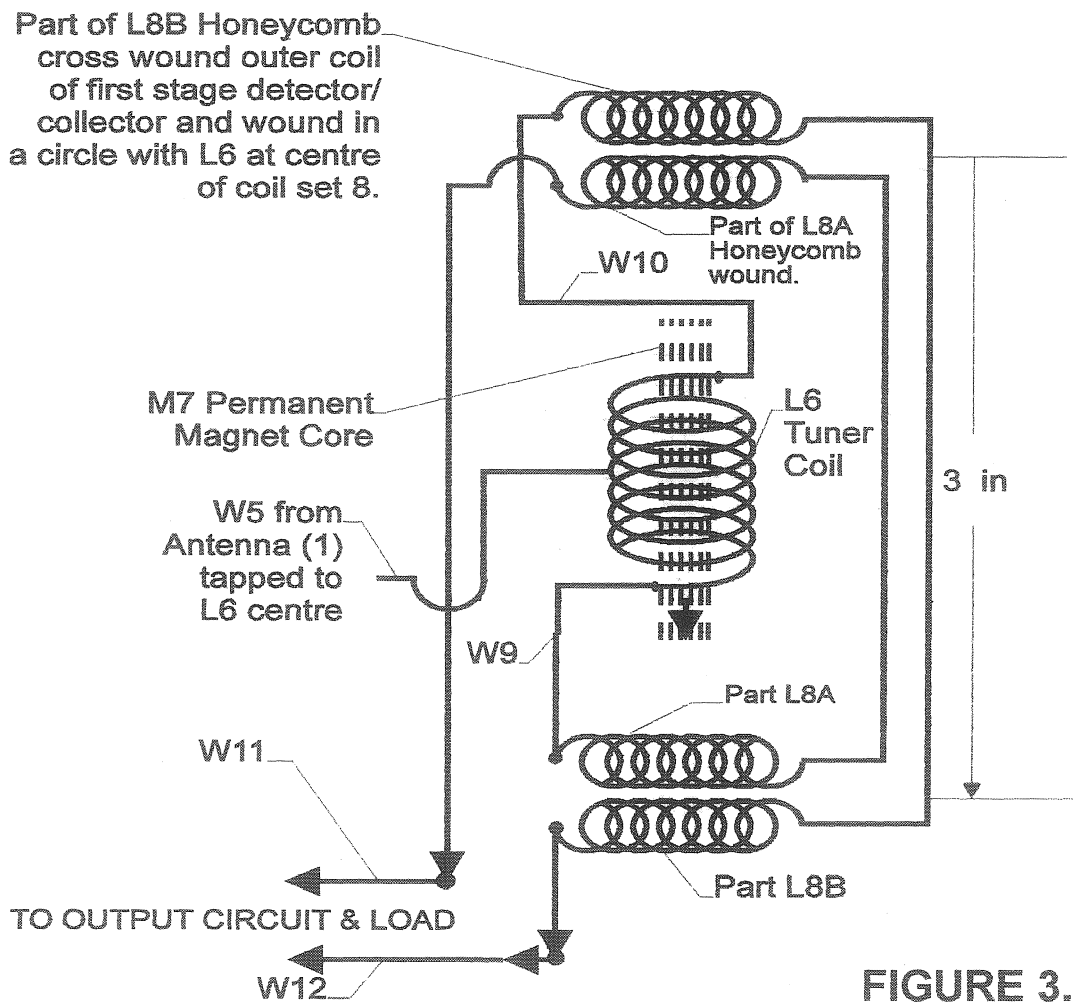 Part of L8B Honeycomb
cross wound outer coil
of first stage detector/
collector and wound in
a circle with L6 at centre
of coil set 8.
Part of L8A
Honeycomb
wound.
W10
M7 Permanent
Magnet Core
L6
Tuner
Coil
3 in
W5 from
Antenna (1)
tapped to
L6 centre
W9
Part L8A
W11
Part L8B
TO OUTPUT CIRCUIT & LOAD
W12
FIGURE 3.